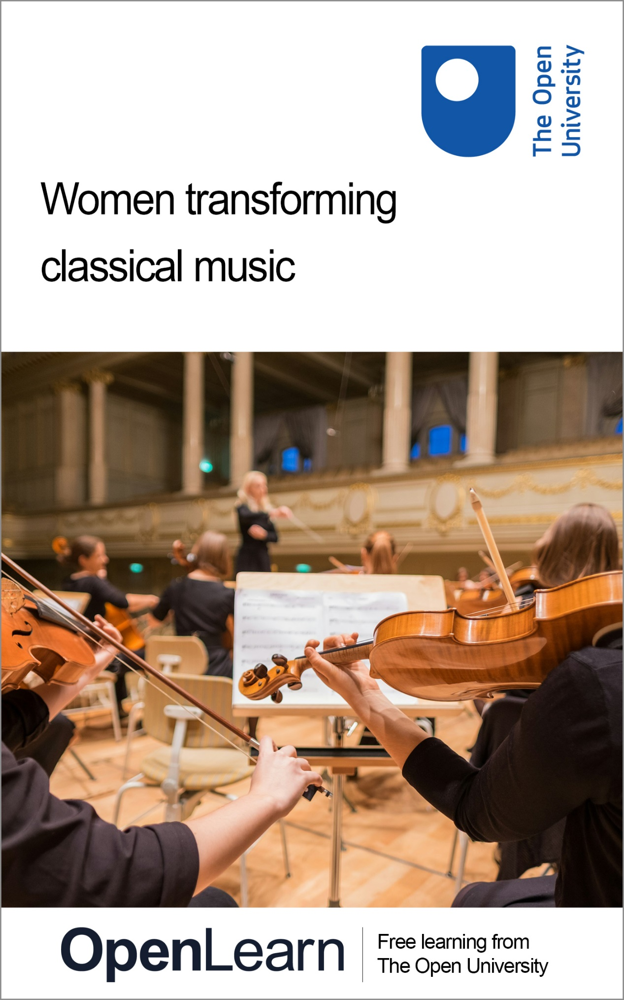 The Open
University
Women transforming
classical music
OpenLearn
Free learning from
The Open University